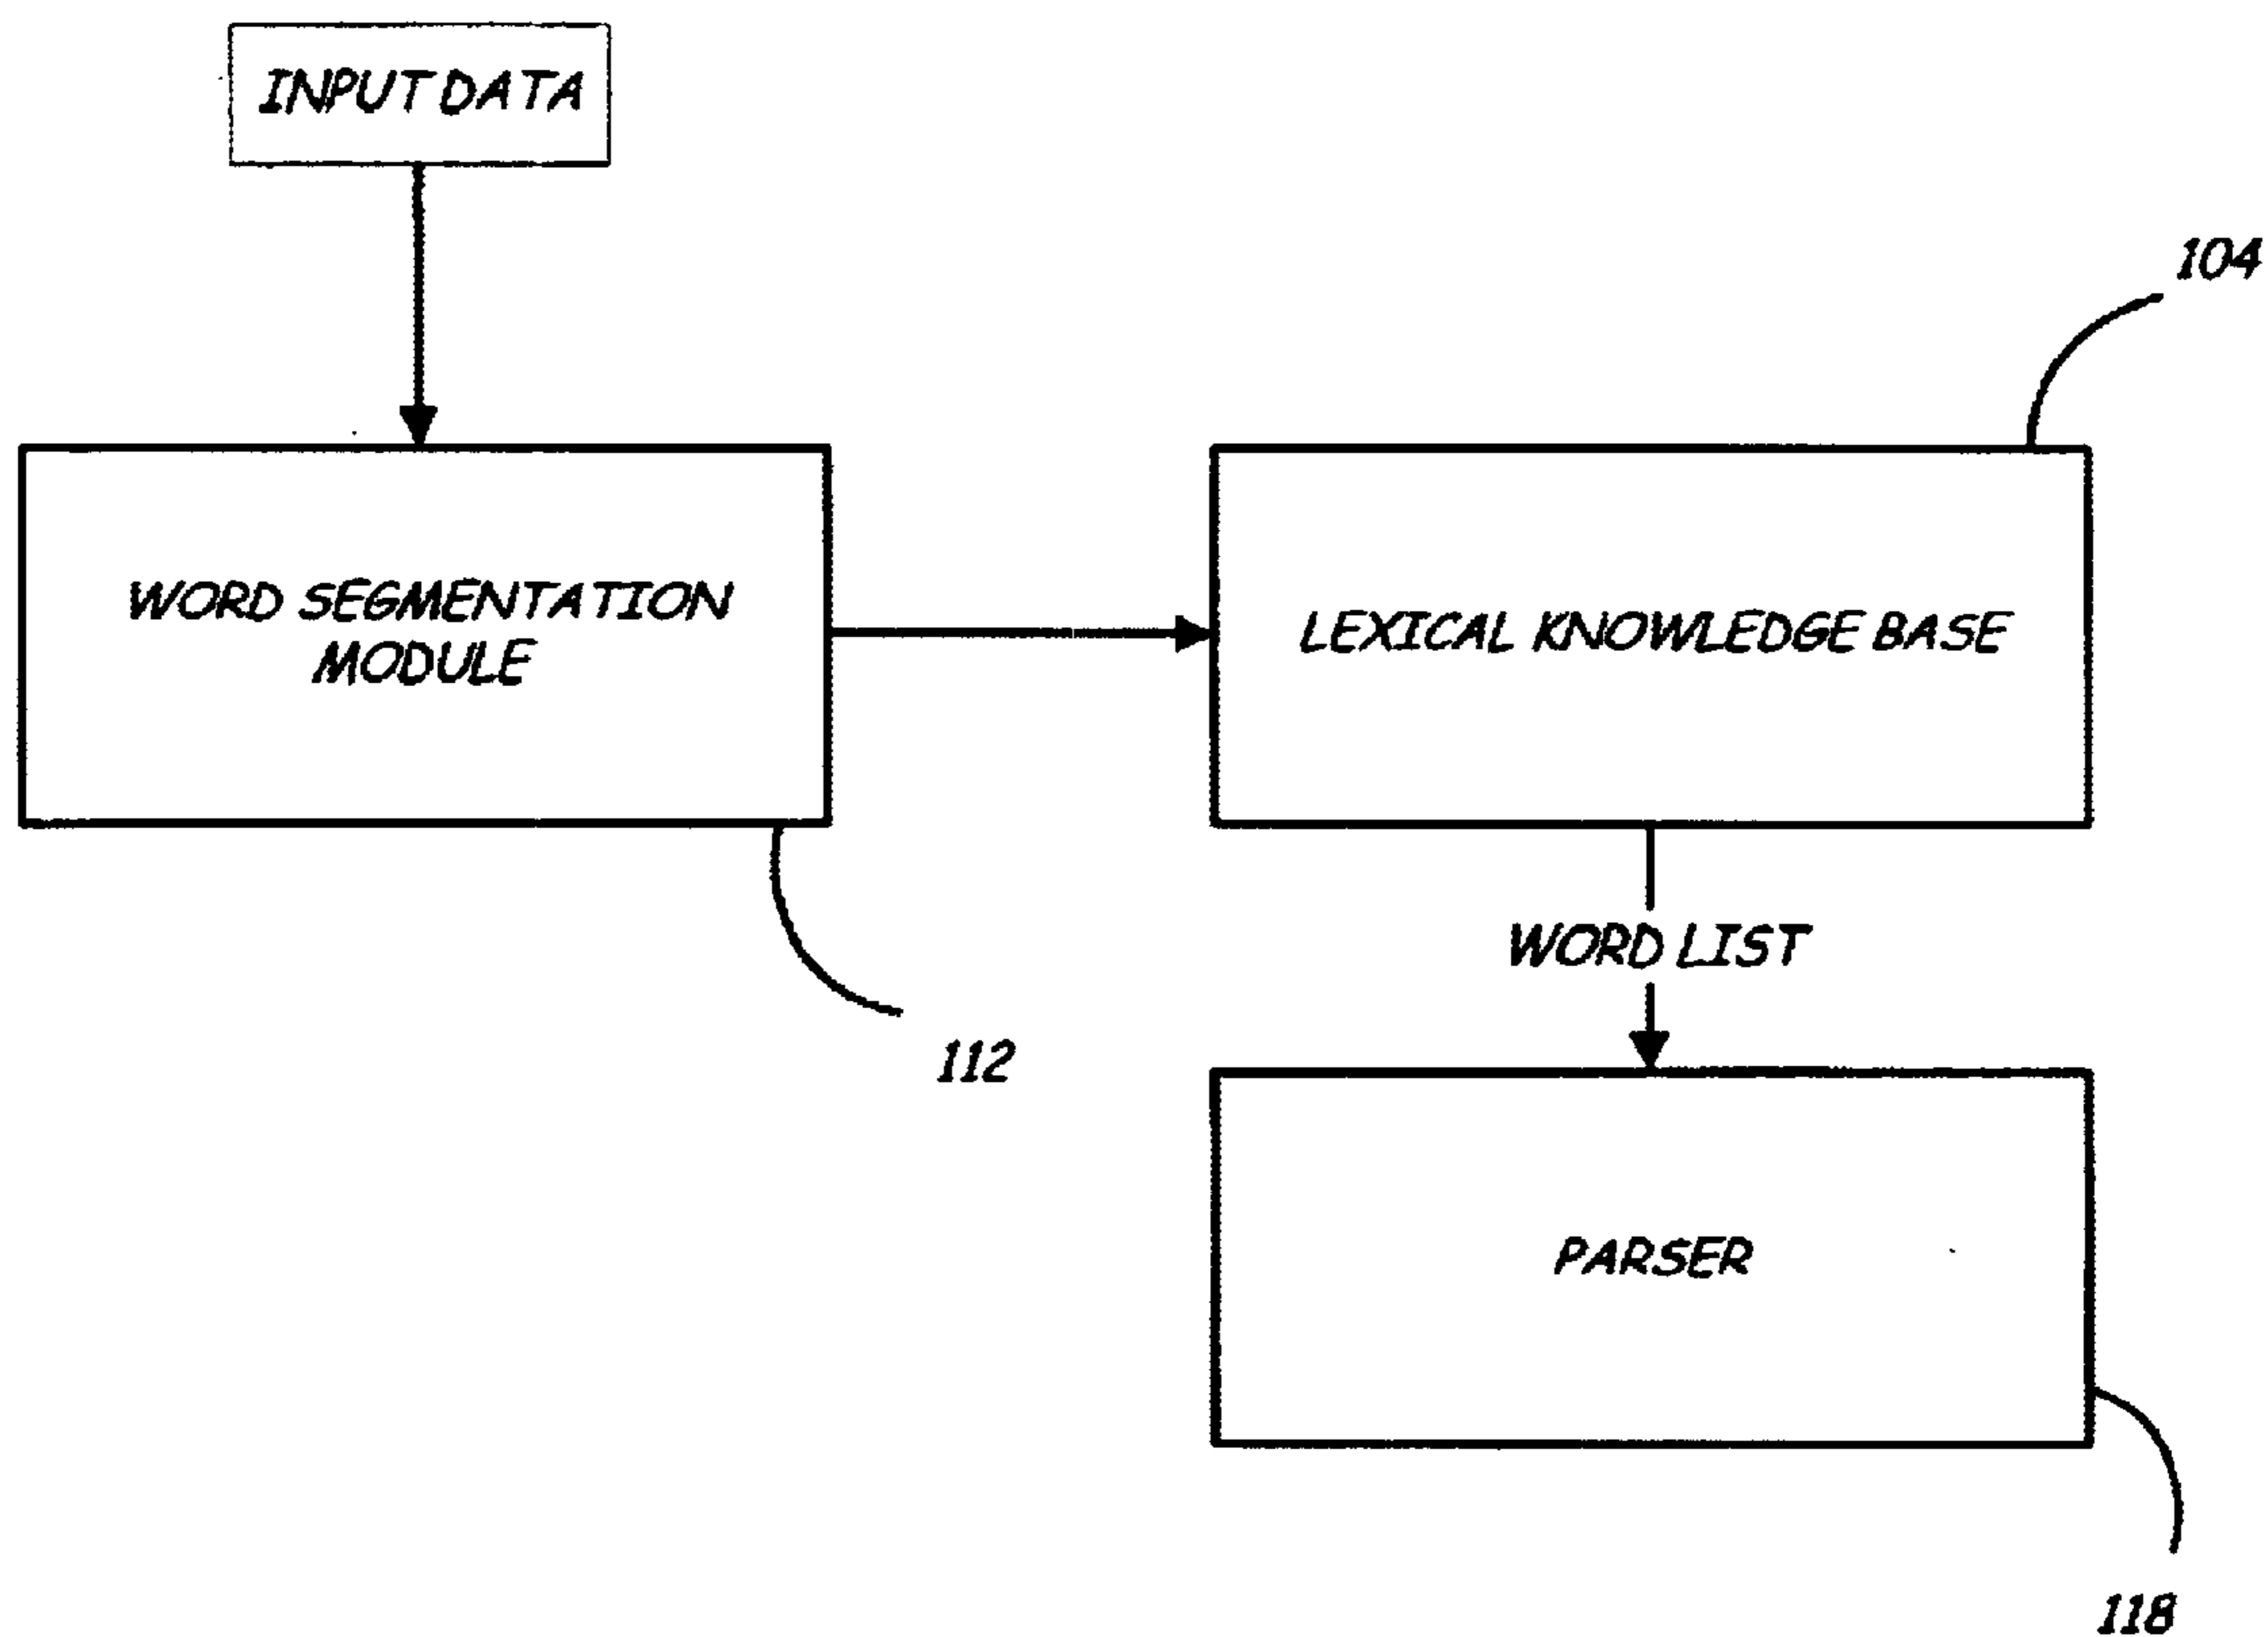 INPUT DATA
104
WORD SEGMENTATION
MODULE
LEXICAL KNOWLEDGE BASE
WORD LIST
112
PARSER
118